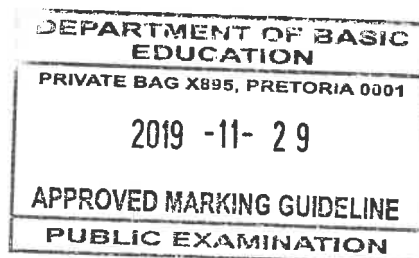 DEPARTMENT OF BASIC
EDUCATION
PRIVATE BAG X895, PRETORIA 0001
2019 -11- 29
APPROVED MARKING GUIDELINE
PUBLIC EXAMINATION